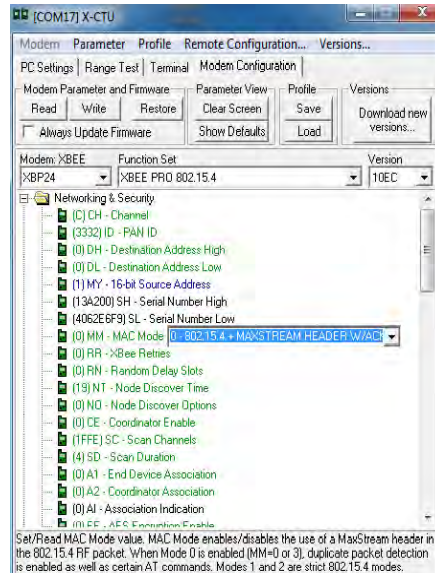 [COM17] X-CTU
Modem Parameter Profile Remote Configuration... Versions...
PC Settings Range Test Terminal Modem Configuration
Modem Parameter and Firmware Parameter View Profile Versions
Read Write Restore Clear Screen Save Download new versions...
Always Update Firmware Show Defaults Load
Modem: XBEE Function Set Version
XBP24 XBEE PRO 802.15.4 10EC
Networking & Security
(C) CH - Channel
(3332) ID - PAN ID
(0) DH - Destination Address High
(0) DL - Destination Address Low
(1) MY - 16-bit Source Address
(13A200) SH - Serial Number High
(4062E6F9) SL - Serial Number Low
(0) MM - MAC Mode 0 - 802.15.4 + MAXSTREAM HEADER W/ACK
(0) RR - XBee Retries
(0) RN - Random Delay Slots
(19) NT - Node Discover Time
(0) NO - Node Discover Options
(0) CE - Coordinator Enable
(1FFE) SC - Scan Channels
(4) SD - Scan Duration
(0) A1 - End Device Association
(0) A2 - Coordinator Association
(0) AI - Association Indication
(0) EE - AES Encryption Enable
Set/Read MAC Mode value. MAC Mode enables/disables the use of a MaxStream header in
the 802.15.4 RF packet. When Mode 0 is enabled (MM=0 or 3), duplicate packet detection
is enabled as well as certain AT commands. Modes 1 and 2 are strict 802.15.4 modes.